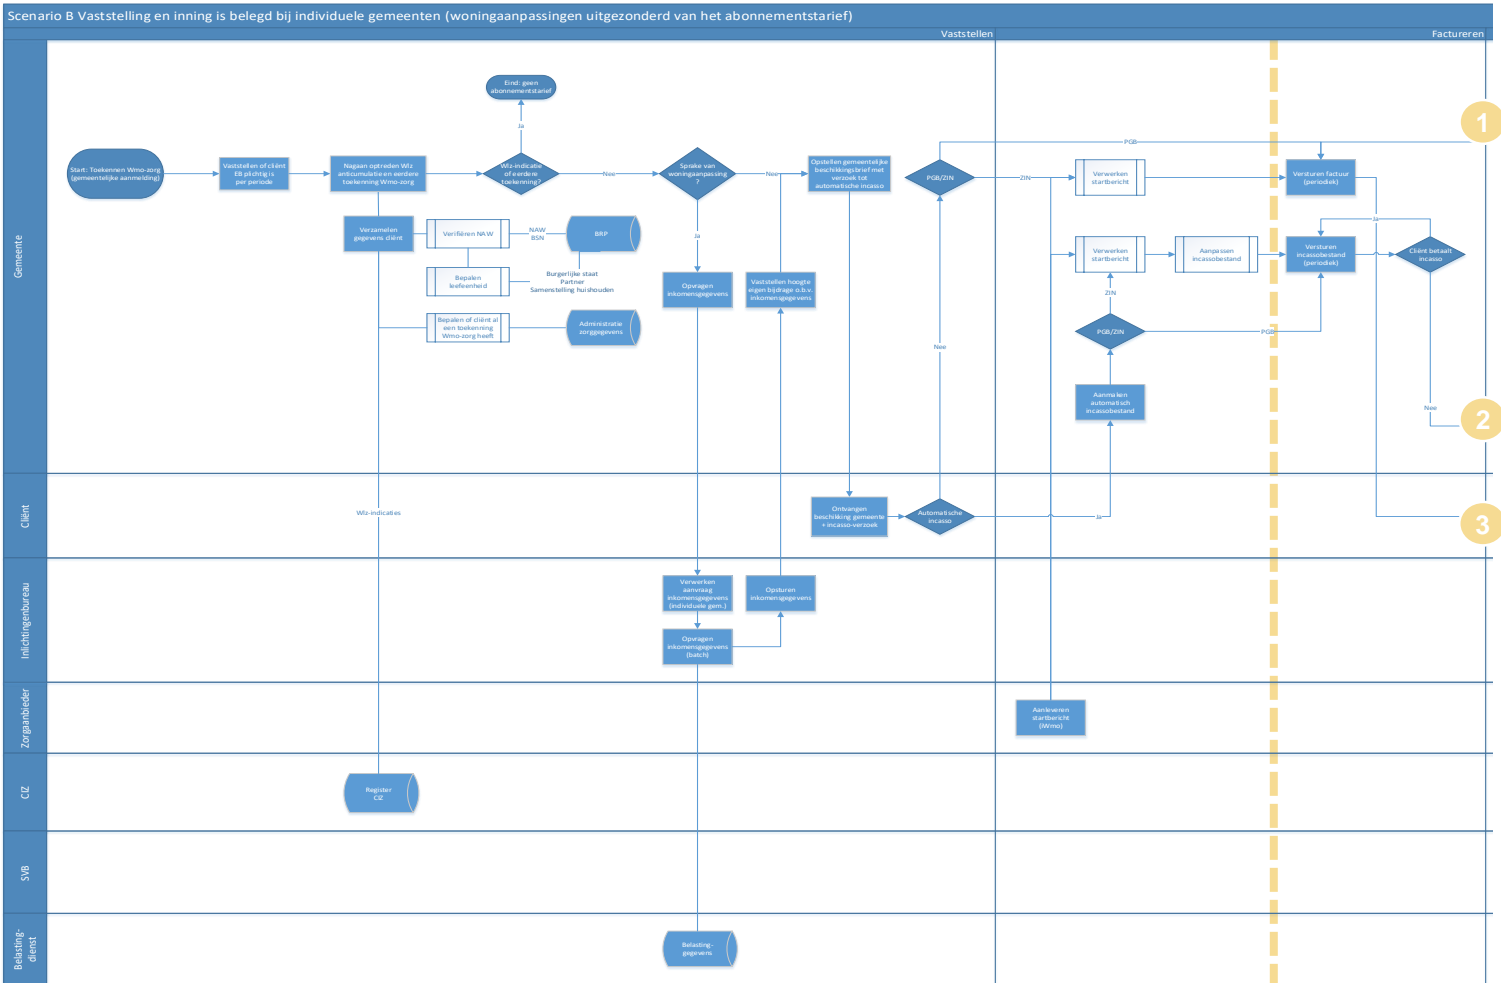 Scenario B Vaststelling en inning is belegd bij individuele gemeenten (woningaanpassingen uitgezonderd van het abonnementstarief)
Vaststellen
Factureren
Gemeente
Eind: geen
abonnementstarief
Ja
Start: Toekennen Wmo-zorg
(gemeentelijke aanmelding)
Vaststellen of cliënt
EB plichtig is
per periode
Nagaan optreden Wlz
anticumulatie en eerdere
toekenning Wmo-zorg
Wlz-indicatie
of eerdere
toekenning?
Nee
Sprake van
woningaanpassing
?
Nee
Opstellen gemeentelijke
beschikkingsbrief met
verzoek tot
automatische incasso
PGB/ZIN
PGB
ZIN
Verwerken
startbericht
Versturen factuur
(periodiek)
1
Verzamelen
gegevens cliënt
Verifiëren NAW
NAW
BSN
BRP
Ja
Bepalen
leefeenheid
Burgerlijke staat
Partner
Samenstelling huishouden
Opvragen
inkomensgegevens
Vaststellen hoogte
eigen bijdrage o.b.v.
inkomensgegevens
Verwerken
startbericht
Aanpassen
incassobestand
Versturen
incassobestand
(periodiek)
Ja
Cliënt betaalt
incasso
Bepalen of cliënt al
een toekenning
Wmo-zorg heeft
Administratie
zorggegevens
ZIN
PGB/ZIN
PGB
Nee
Aanmaken
automatisch
incassobestand
Nee
2
Cliënt
Wlz-indicaties
Ontvangen
beschikking gemeente
+ incasso-verzoek
Automatische
incasso
Ja
3
Inlichtingenbureau
Verwerken
aanvraag
inkomensgegevens
(individuele gem.)
Opsturen
inkomensgegevens
Opvragen
inkomensgegevens
(batch)
Zorgaanbieder
Aanleveren
startbericht
(iWmo)
CIZ
Register
CIZ
SVB
Belasting-
dienst
Belasting-
gegevens